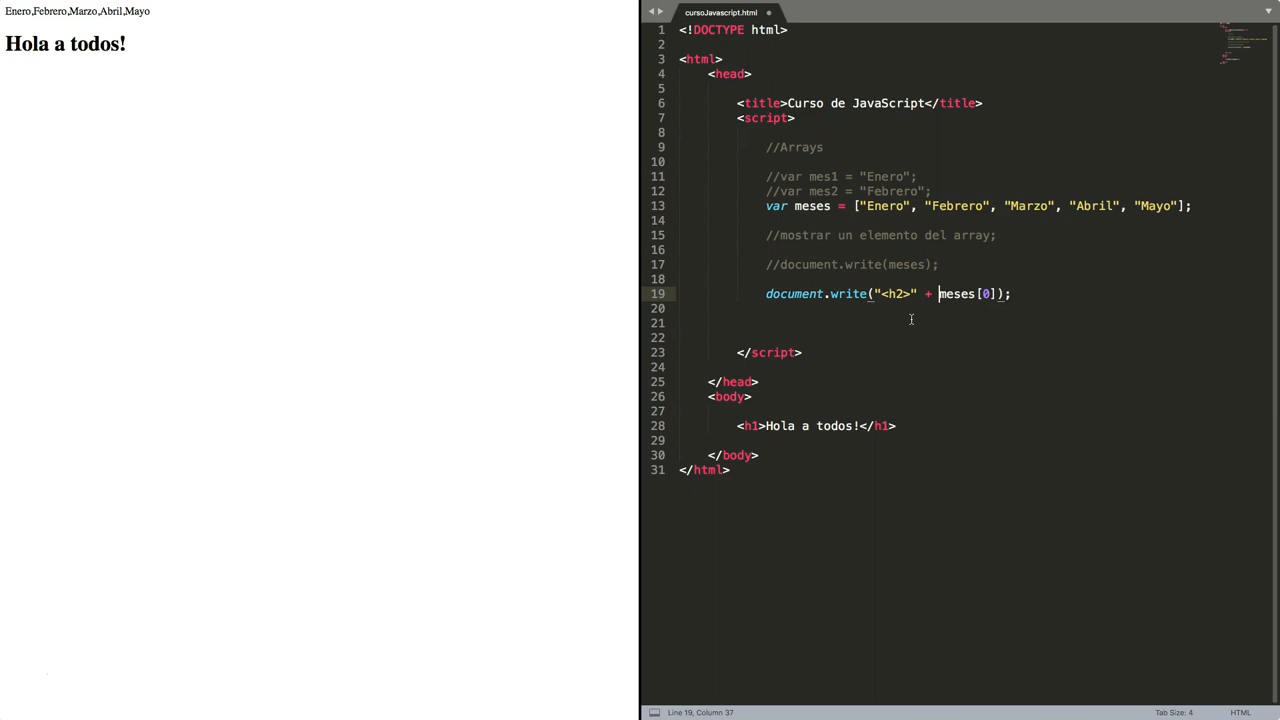 Enero,Febrero,Marzo,Abril,Mayo
Hola a todos!
cursoJavascript.html
1 <!DOCTYPE html>
2
3 <html>
4 <head>
5
6 <title>Curso de JavaScript</title>
7 <script>
8
9 //Arrays
10
11 //var mes1 = "Enero";
12 //var mes2 = "Febrero";
13 var meses = ["Enero", "Febrero", "Marzo", "Abril", "Mayo"];
14
15 //mostrar un elemento del array;
16
17 //document.write(meses);
18
19 document.write("<h2>" + meses[0]);
20
21
22
23 </script>
24
25 </head>
26 <body>
27
28 <h1>Hola a todos!</h1>
29
30 </body>
31 </html>
Line 19, Column 37
Tab Size: 4
HTML